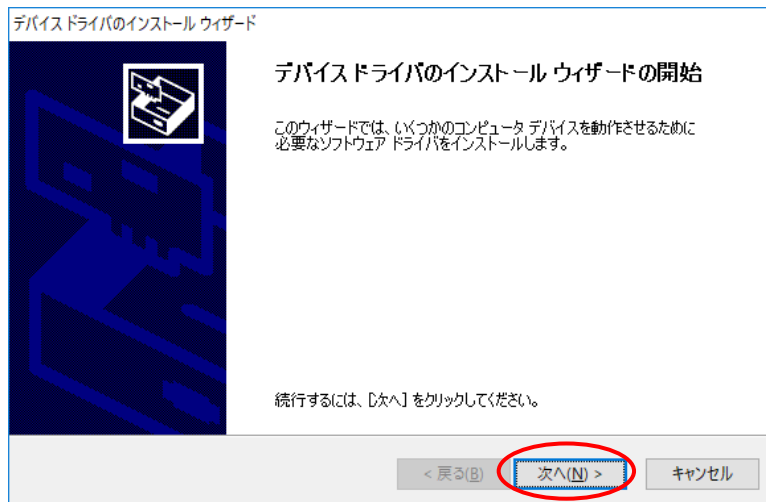 デバイス ドライバのインストール ウィザード
デバイス ドライバのインストール ウィザードの開始
このウィザードでは、いくつかのコンピュータ デバイスを動作させるために
必要なソフトウェア ドライバをインストールします。
続行するには、[次へ] をクリックしてください。
< 戻る(B) 次へ(N) > キャンセル